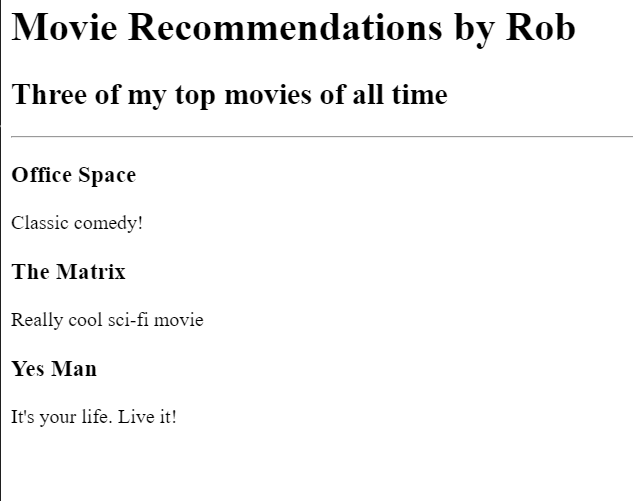 Movie Recommendations by Rob
Three of my top movies of all time
Office Space
Classic comedy!
The Matrix
Really cool sci-fi movie
Yes Man
It's your life. Live it!